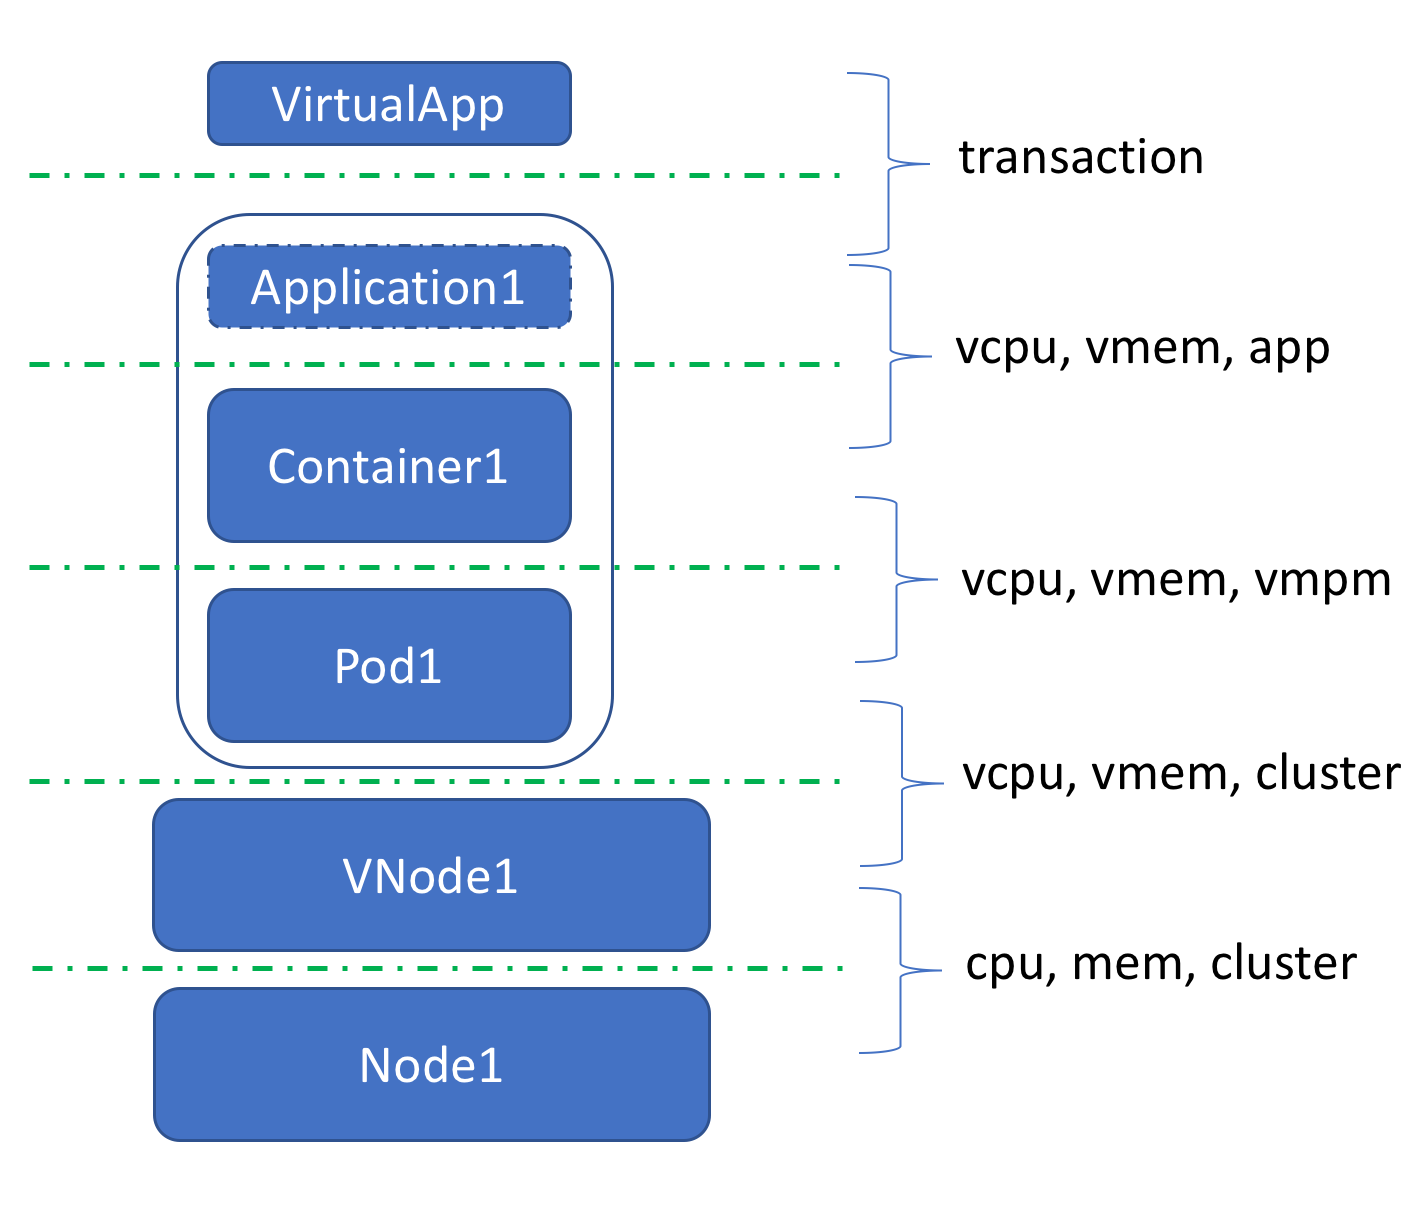 VirtualApp
transaction
Application1
vcpu, vmem, app
Container1
vcpu, vmem, vmpm
Pod1
vcpu, vmem, cluster
VNode1
cpu, mem, cluster
Node1